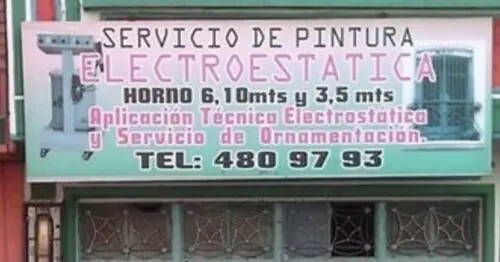 SERVICIO DE PINTURA
ELECTROESTATICA
HORNO 6,10mts y 3,5 mts
Aplicación Técnica Electrostática
y Servicio de Ornamentación.
TEL: 480 97 93